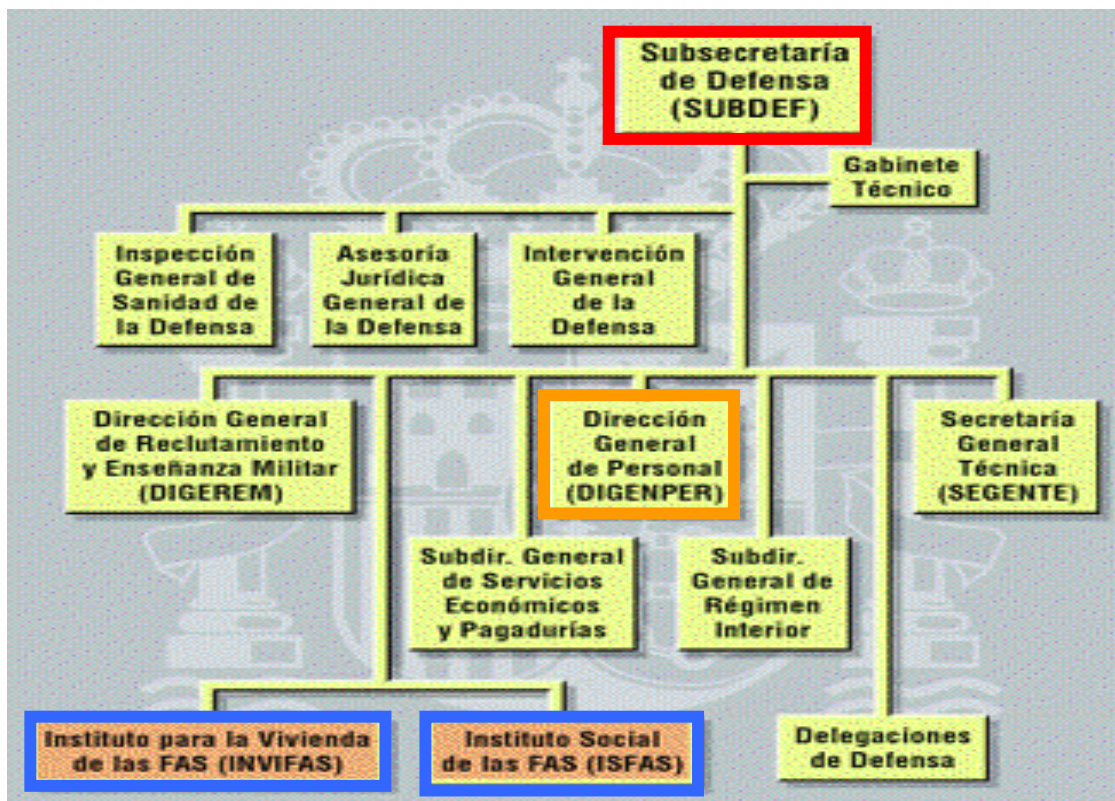 Subsecretaría
de Defensa
(SUBDEF)
Gabinete
Técnico
Inspección
General de
Sanidad de
la Defensa
Asesoría
Jurídica
General de
la Defensa
Intervención
General
de la
Defensa
Dirección General
de Reclutamiento
y Enseñanza Militar
(DIGEREM)
Dirección
General
de Personal
(DIGENPER)
Secretaría
General
Técnica
(SEGENTE)
Subdir. General
de Servicios
Económicos
y Pagadurías
Subdir.
General de
Régimen
Interior
Instituto para la Vivienda
de las FAS (INVIFAS)
Instituto Social
de las FAS (ISFAS)
Delegaciones
de Defensa